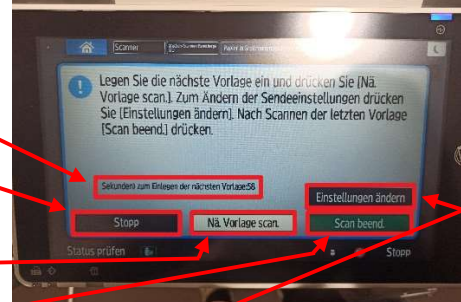 Scanner
Legen Sie die nächste Vorlage ein und drücken Sie [Nä.
Vorlage scan.]. Zum Ändern der Sendeeinstellungen drücken
Sie [Einstellungen ändern]. Nach Scannen der letzten Vorlage
[Scan beend.] drücken.
Sekunde(n) zum Einlegen der nächsten Vorlage:58
Einstellungen ändern
Stopp
Nä. Vorlage scan.
Scan beend.
Status prüfen
Stopp